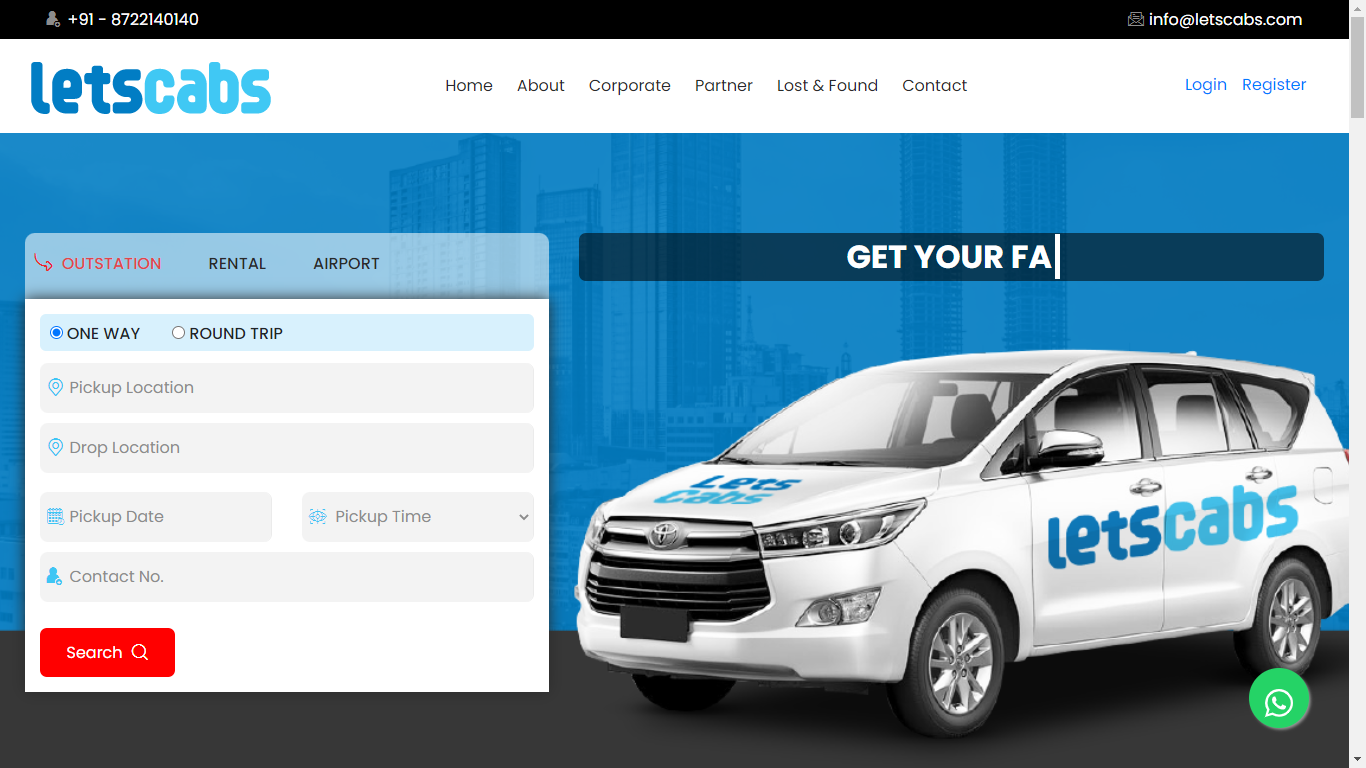 +91 - 8722140140
info@letscabs.com
letscabs
Home About Corporate Partner Lost & Found Contact
Login Register
OUTSTATION RENTAL AIRPORT
GET YOUR FA
ONE WAY ROUND TRIP
Pickup Location
Drop Location
Pickup Date
Pickup Time
Contact No.
Search
Lets
Cabs
letscabs